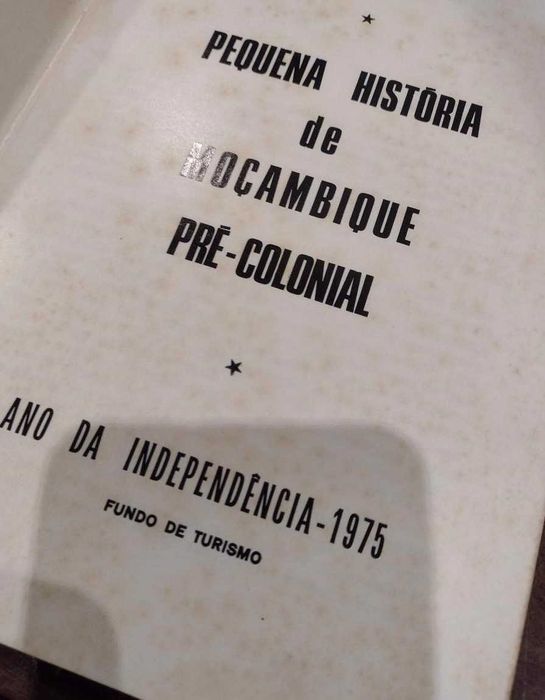 PEQUENA HISTÓRIA
de
MOÇAMBIQUE
PRÉ-COLONIAL
ANO DA INDEPENDÊNCIA-1975
FUNDO DE TURISMO